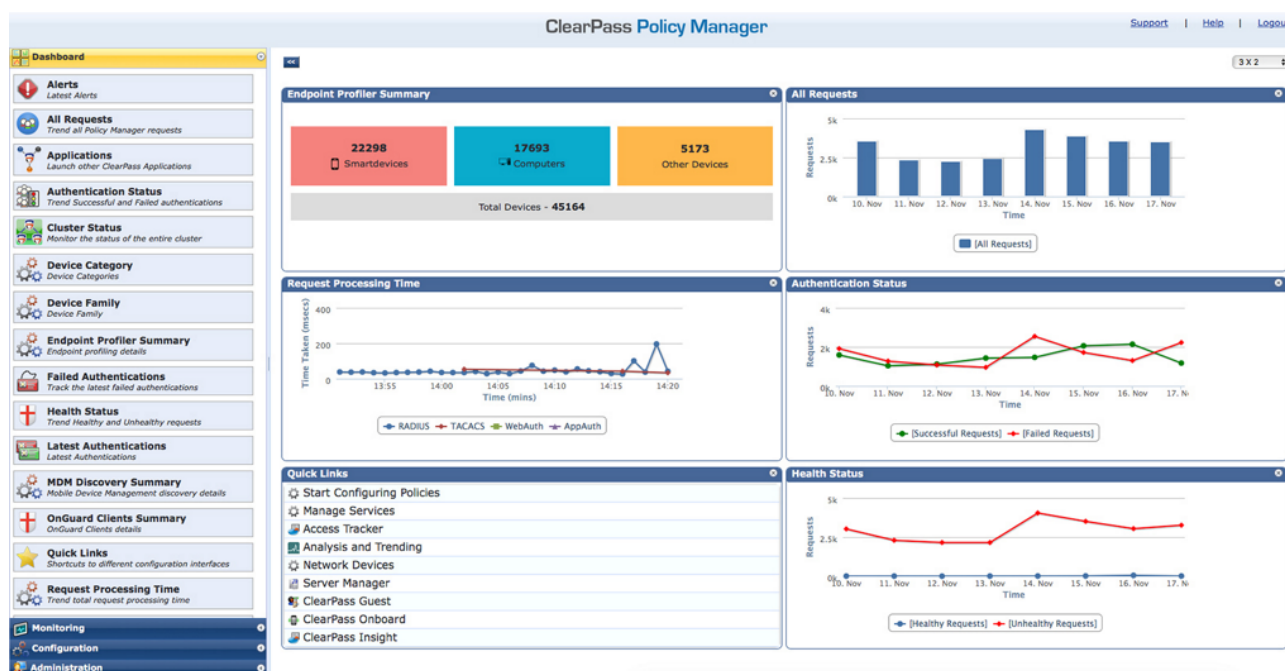 ClearPass Policy Manager
Support | Help | Logou
Dashboard
Alerts
Latest Alerts
All Requests
Trend all Policy Manager requests
Applications
Launch other ClearPass Applications
Authentication Status
Trend Successful and Failed authentications
Cluster Status
Monitor the status of the entire cluster
Device Category
Device Categories
Device Family
Device Family
Endpoint Profiler Summary
Endpoint profiling details
Failed Authentications
Track the latest failed authentications
Health Status
Trend Healthy and Unhealthy requests
Latest Authentications
Latest Authentications
MDM Discovery Summary
Mobile Device Management discovery details
OnGuard Clients Summary
OnGuard Clients details
Quick Links
Shortcuts to different configuration interfaces
Request Processing Time
Trend total request processing time
Monitoring
Configuration
Administration
3 X 2
Endpoint Profiler Summary
22298
Smartdevices
17693
Computers
5173
Other Devices
Total Devices - 45164
All Requests
Requests
5k
2.5k
0k
10. Nov 11. Nov 12. Nov 13. Nov 14. Nov 15. Nov 16. Nov 17. Nov
Time
[All Requests]
Request Processing Time
Time Taken (msecs)
400
200
0
13:55 14:00 14:05 14:10 14:15 14:20
Time (mins)
RADIUS TACACS WebAuth AppAuth
Authentication Status
Requests
4k
2k
0k
10. Nov 11. Nov 12. Nov 13. Nov 14. Nov 15. Nov 16. Nov 17. N
Time
[Successful Requests] [Failed Requests]
Quick Links
Start Configuring Policies
Manage Services
Access Tracker
Analysis and Trending
Network Devices
Server Manager
ClearPass Guest
ClearPass Onboard
ClearPass Insight
Health Status
Requests
5k
2.5k
0k
10. Nov 11. Nov 12. Nov 13. Nov 14. Nov 15. Nov 16. Nov 17. N
Time
[Healthy Requests] [Unhealthy Requests]